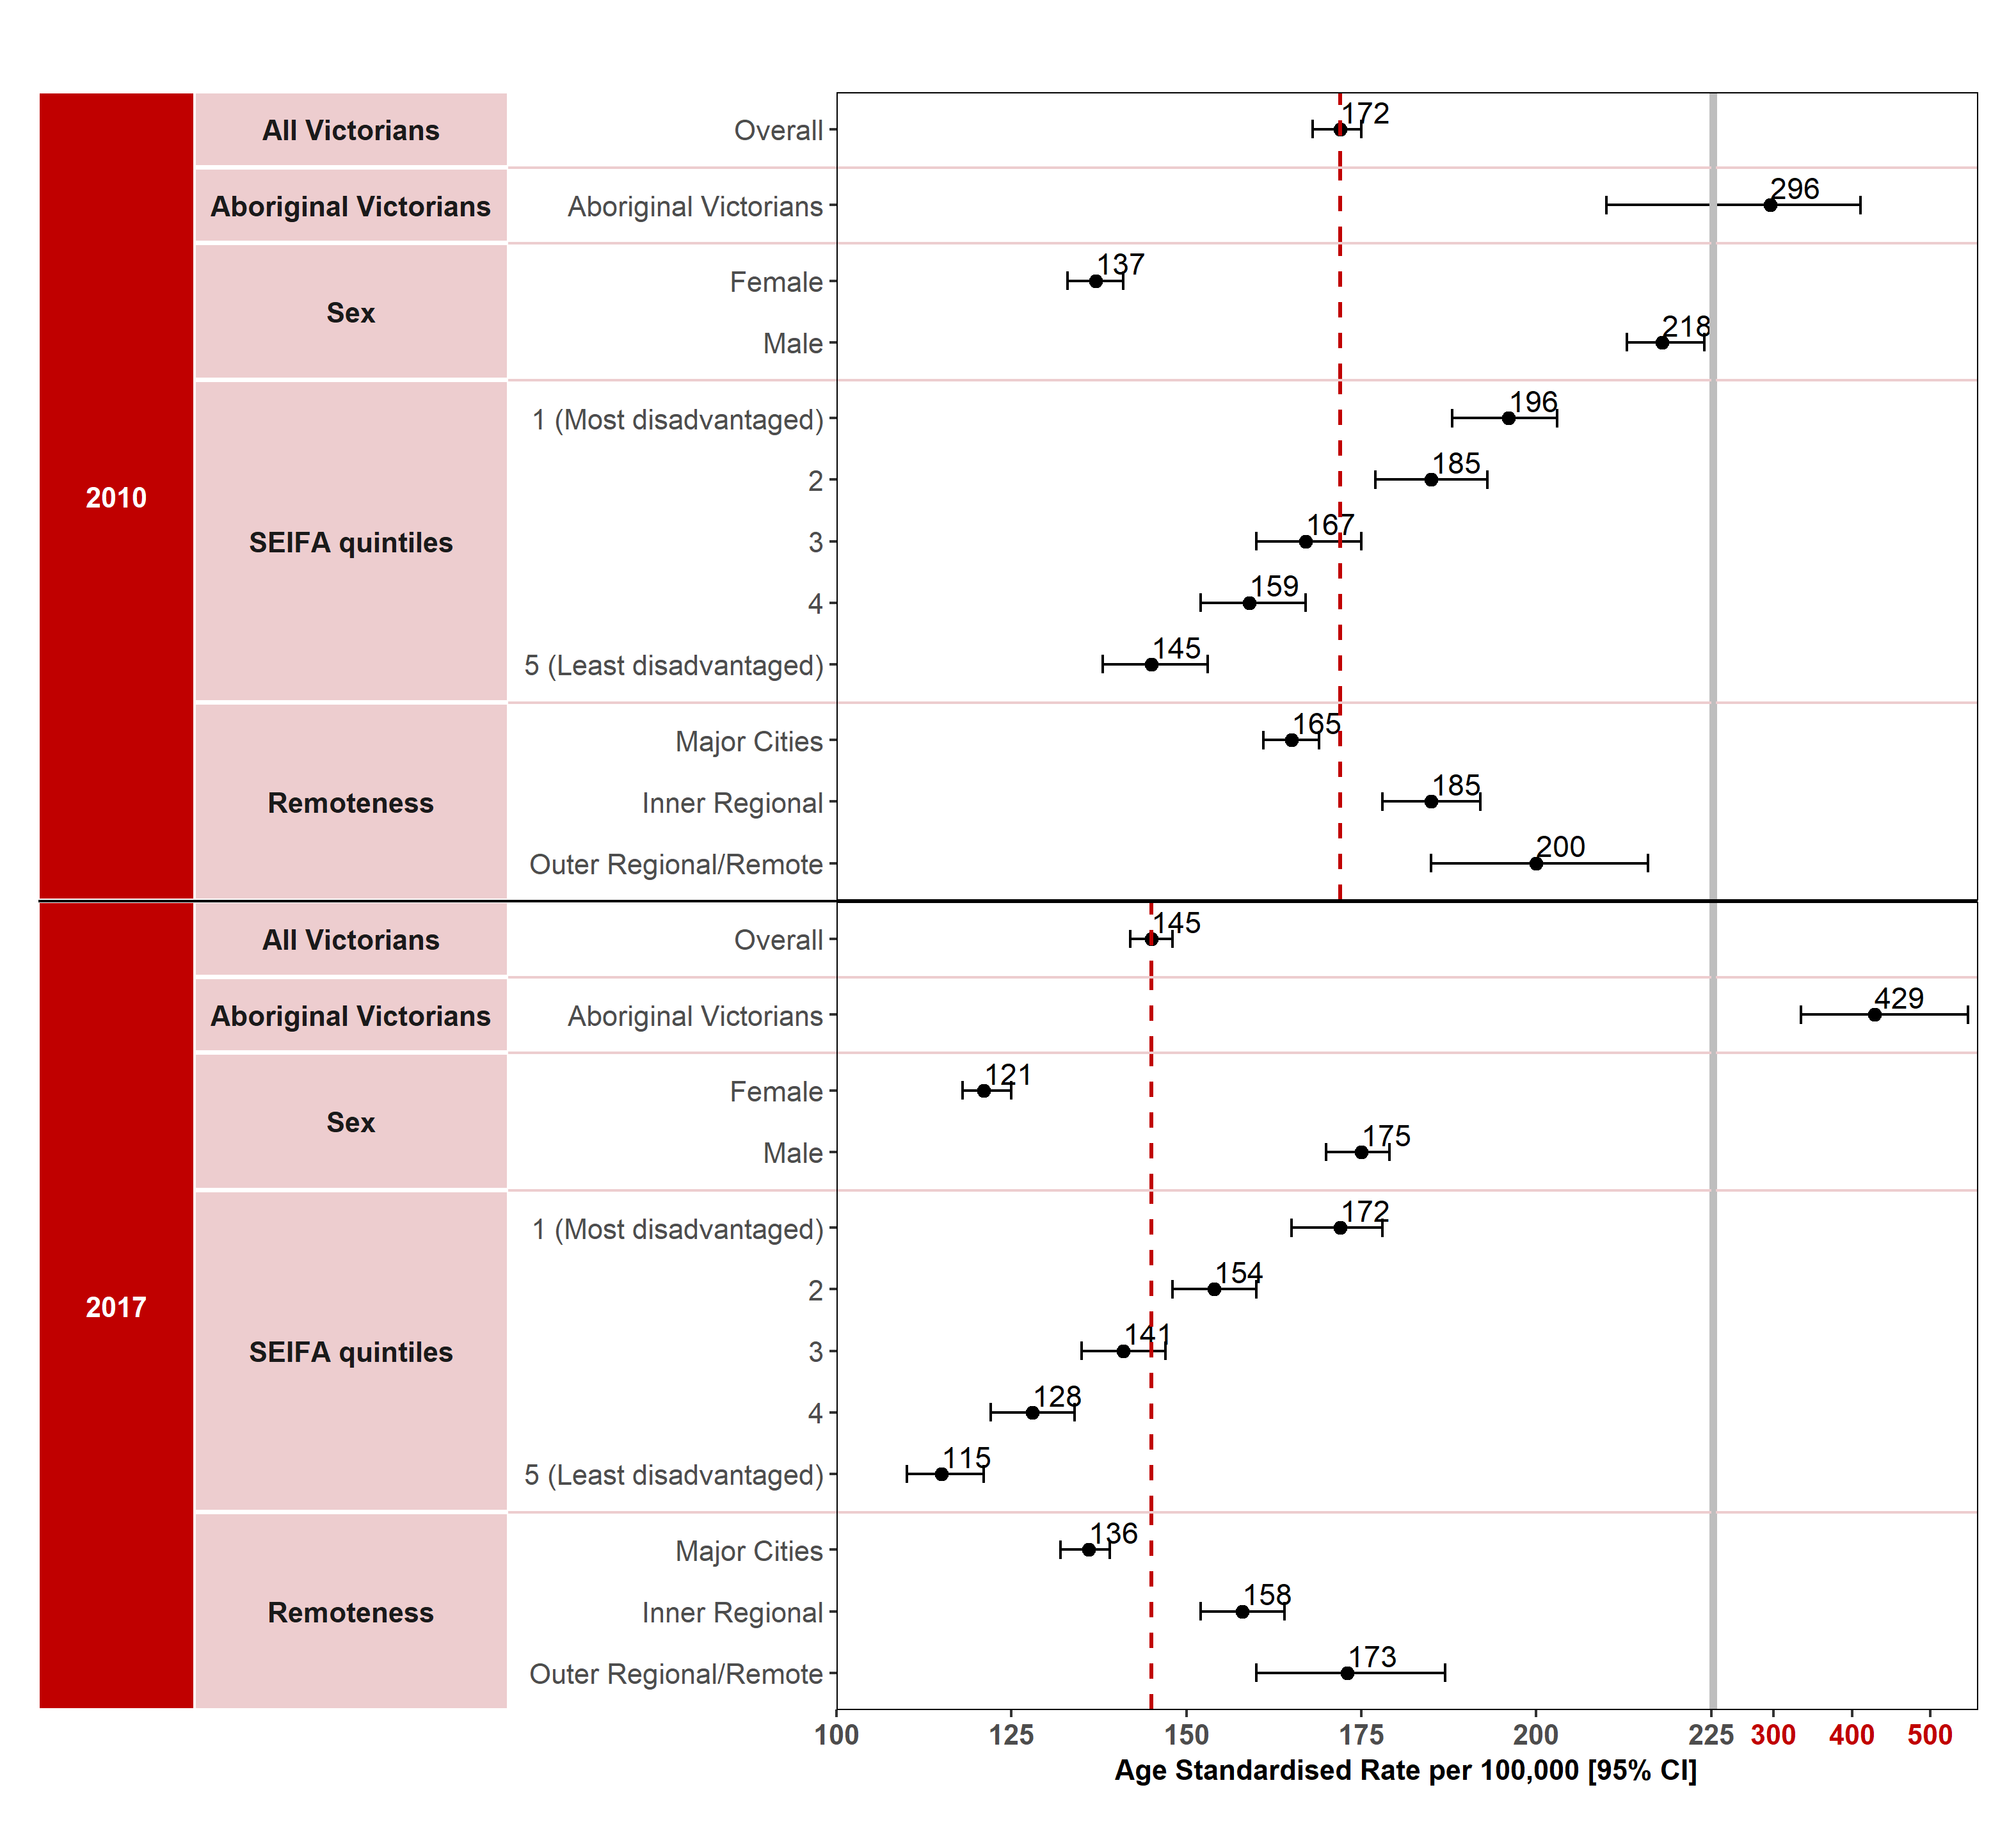 2010
All Victorians
Overall
172
Aboriginal Victorians
Aboriginal Victorians
296
Sex
Female
137
Male
218
SEIFA quintiles
1 (Most disadvantaged)
196
2
185
3
167
4
159
5 (Least disadvantaged)
145
Remoteness
Major Cities
165
Inner Regional
185
Outer Regional/Remote
200
2017
All Victorians
Overall
145
Aboriginal Victorians
Aboriginal Victorians
429
Sex
Female
121
Male
175
SEIFA quintiles
1 (Most disadvantaged)
172
2
154
3
141
4
128
5 (Least disadvantaged)
115
Remoteness
Major Cities
136
Inner Regional
158
Outer Regional/Remote
173
100 125 150 175 200 225 300 400 500
Age Standardised Rate per 100,000 [95% CI]